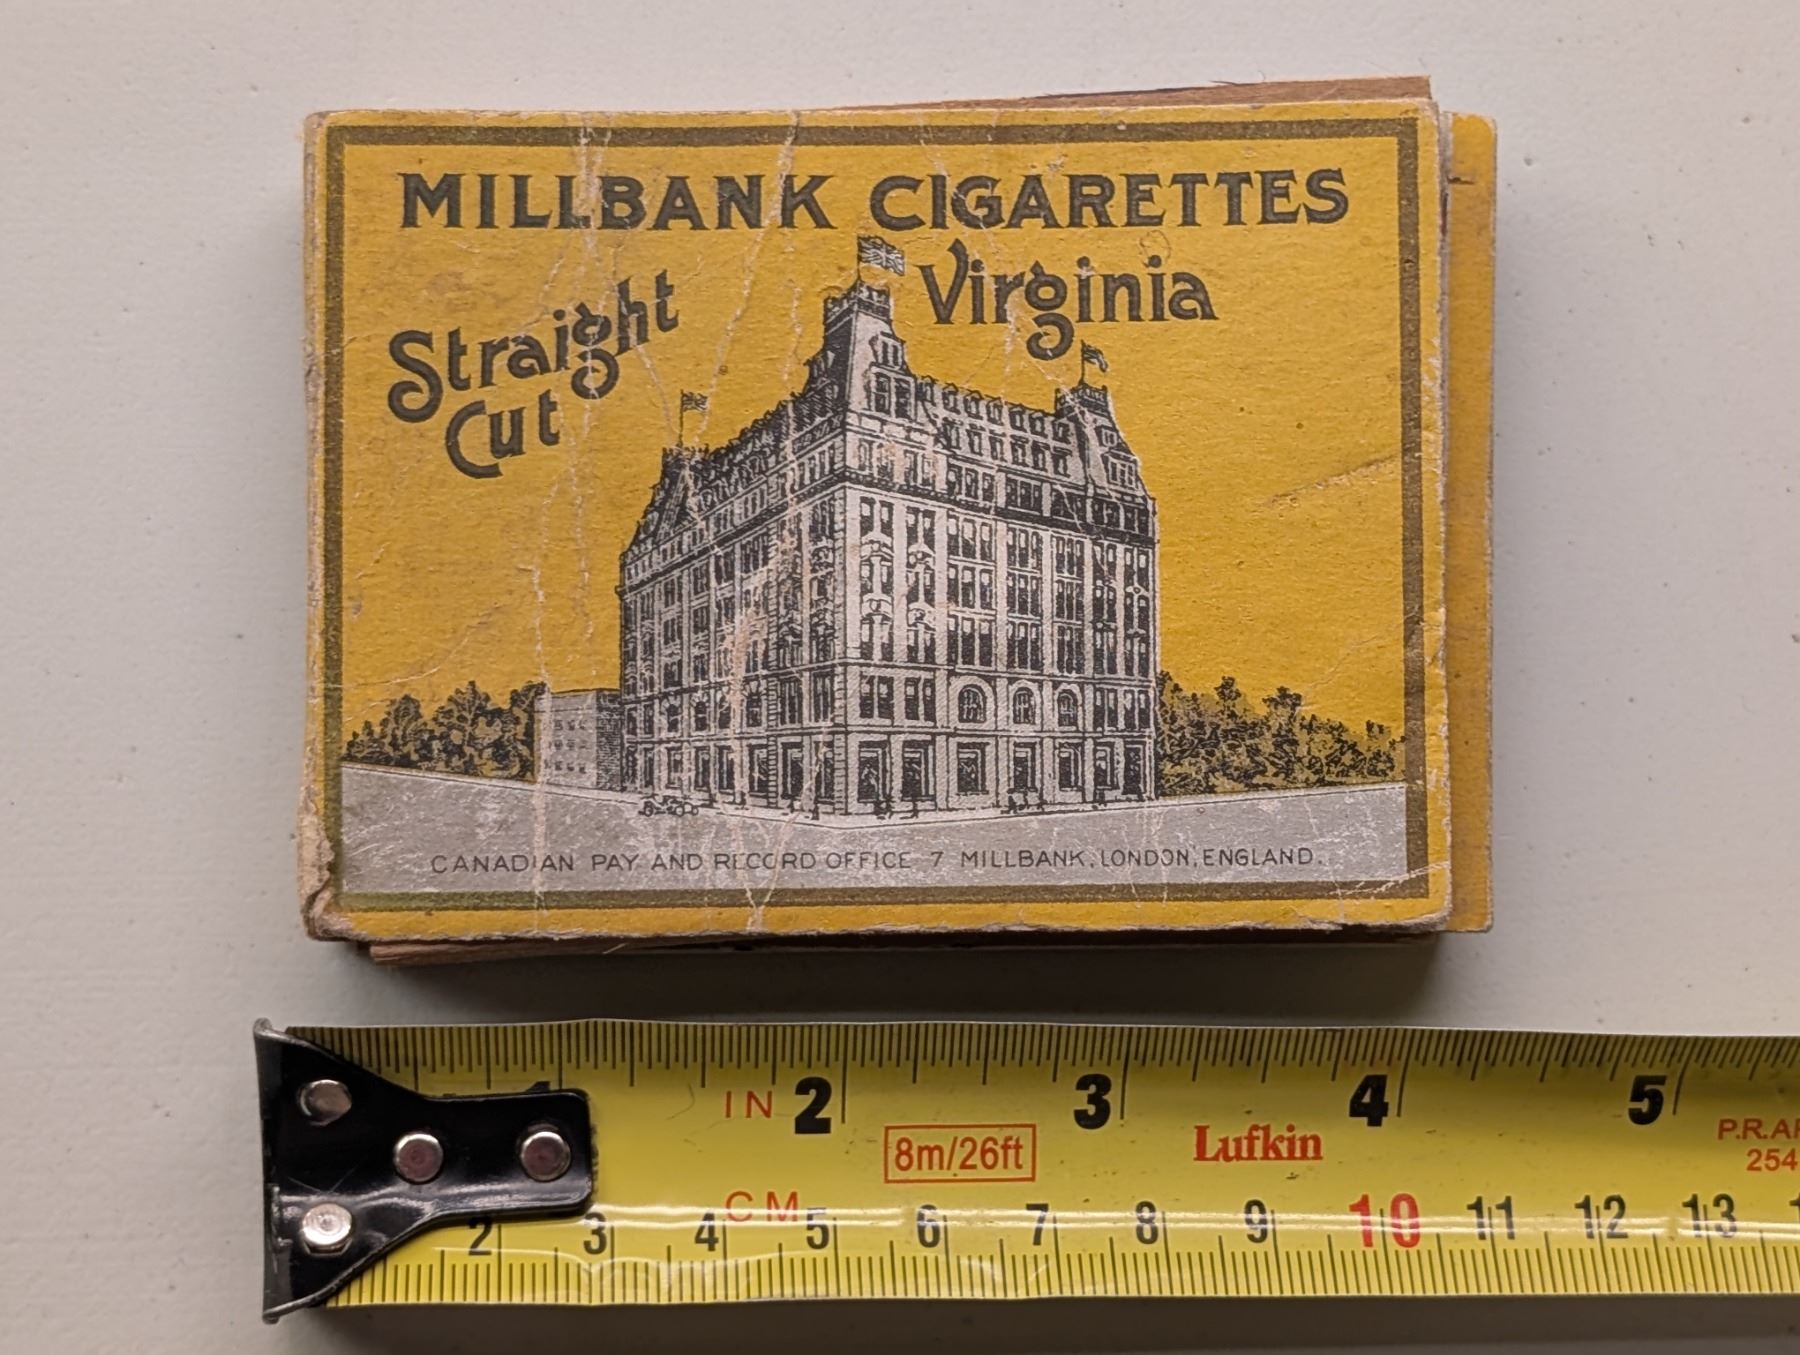 MILLBANK CIGARETTES
Straight
Cut
Virginia
CANADIAN PAY AND RECORD OFFICE 7 MILLBANK, LONDON, ENGLAND.
IN 2 3 4 5
8m/26ft
Lufkin
P.R.A
254
CM
2 3 4 5 6 7 8 9 10 11 12 13